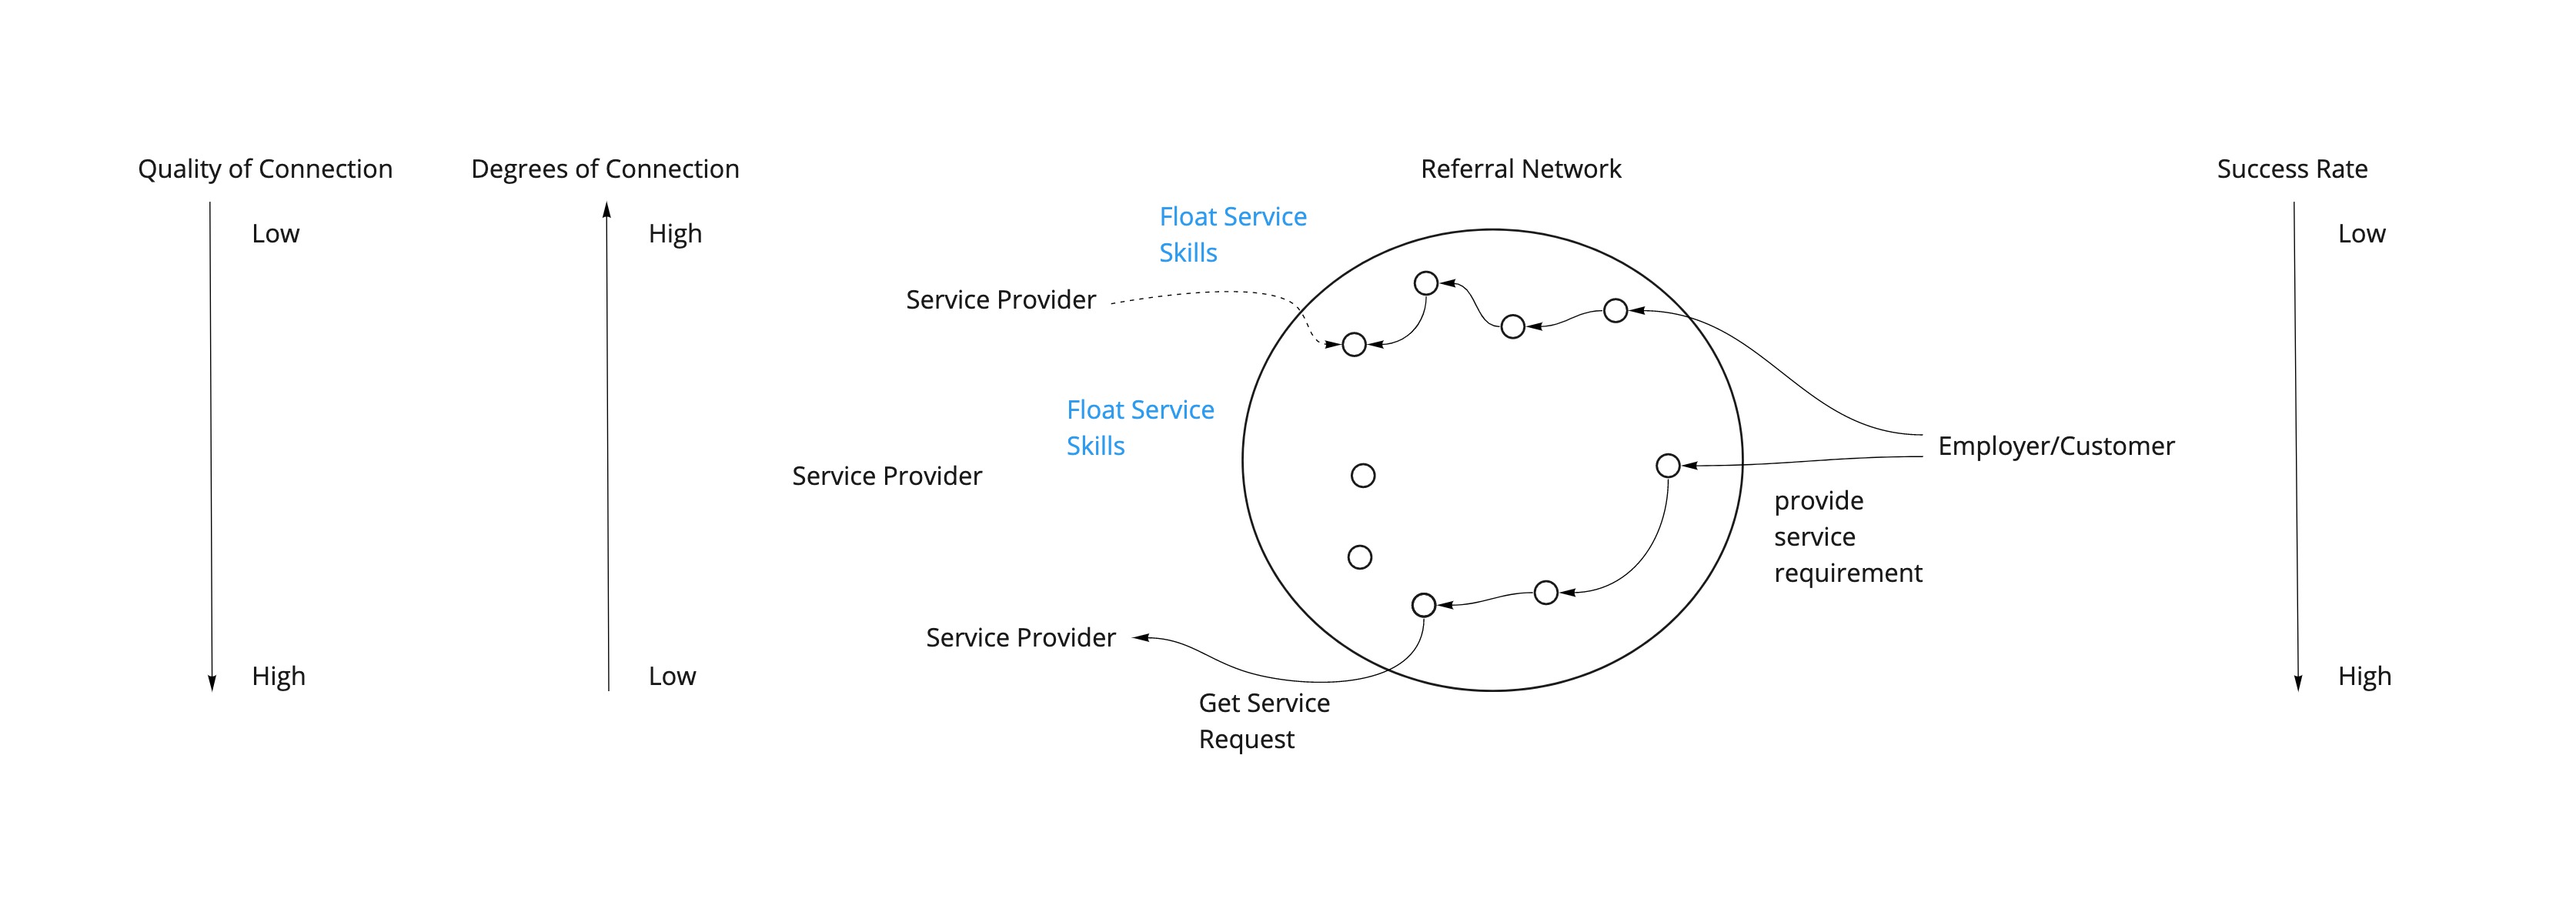 Quality of Connection
Low
High
Degrees of Connection
High
Low
Referral Network
Float Service
Skills
Service Provider
Float Service
Skills
Service Provider
Service Provider
Get Service
Request
Employer/Customer
provide
service
requirement
Success Rate
Low
High